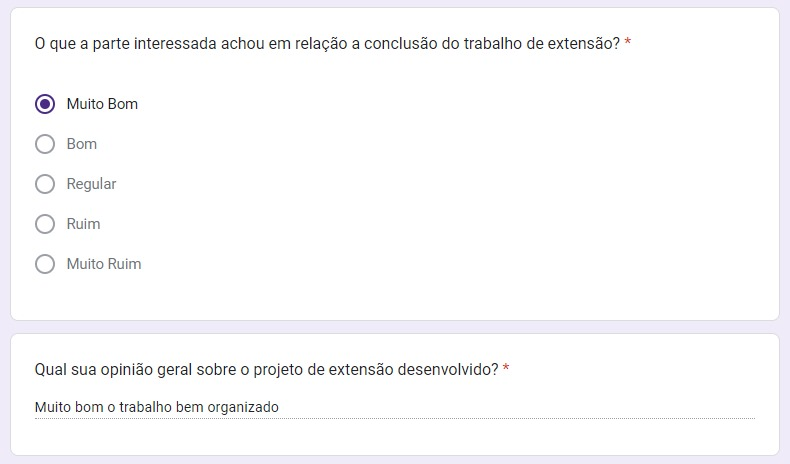 O que a parte interessada achou em relação a conclusão do trabalho de extensão? *
Muito Bom
Bom
Regular
Ruim
Muito Ruim
Qual sua opinião geral sobre o projeto de extensão desenvolvido? *
Muito bom o trabalho bem organizado